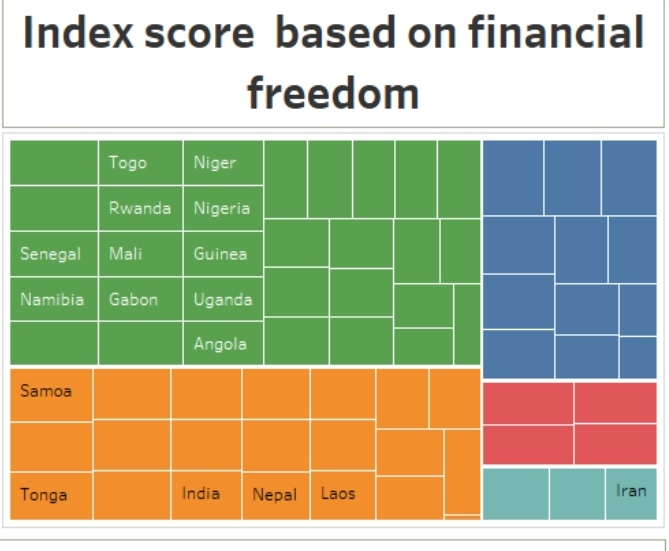 Index score based on financial
freedom
Togo Niger
Rwanda Nigeria
Senegal Mali Guinea
Namibia Gabon Uganda
Angola
Samoa
Tonga India Nepal Laos Iran